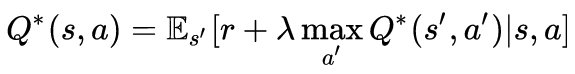 Q*(s, a) = 𝔼_{s'}[r + λ max_{a'} Q*(s', a')|s, a]